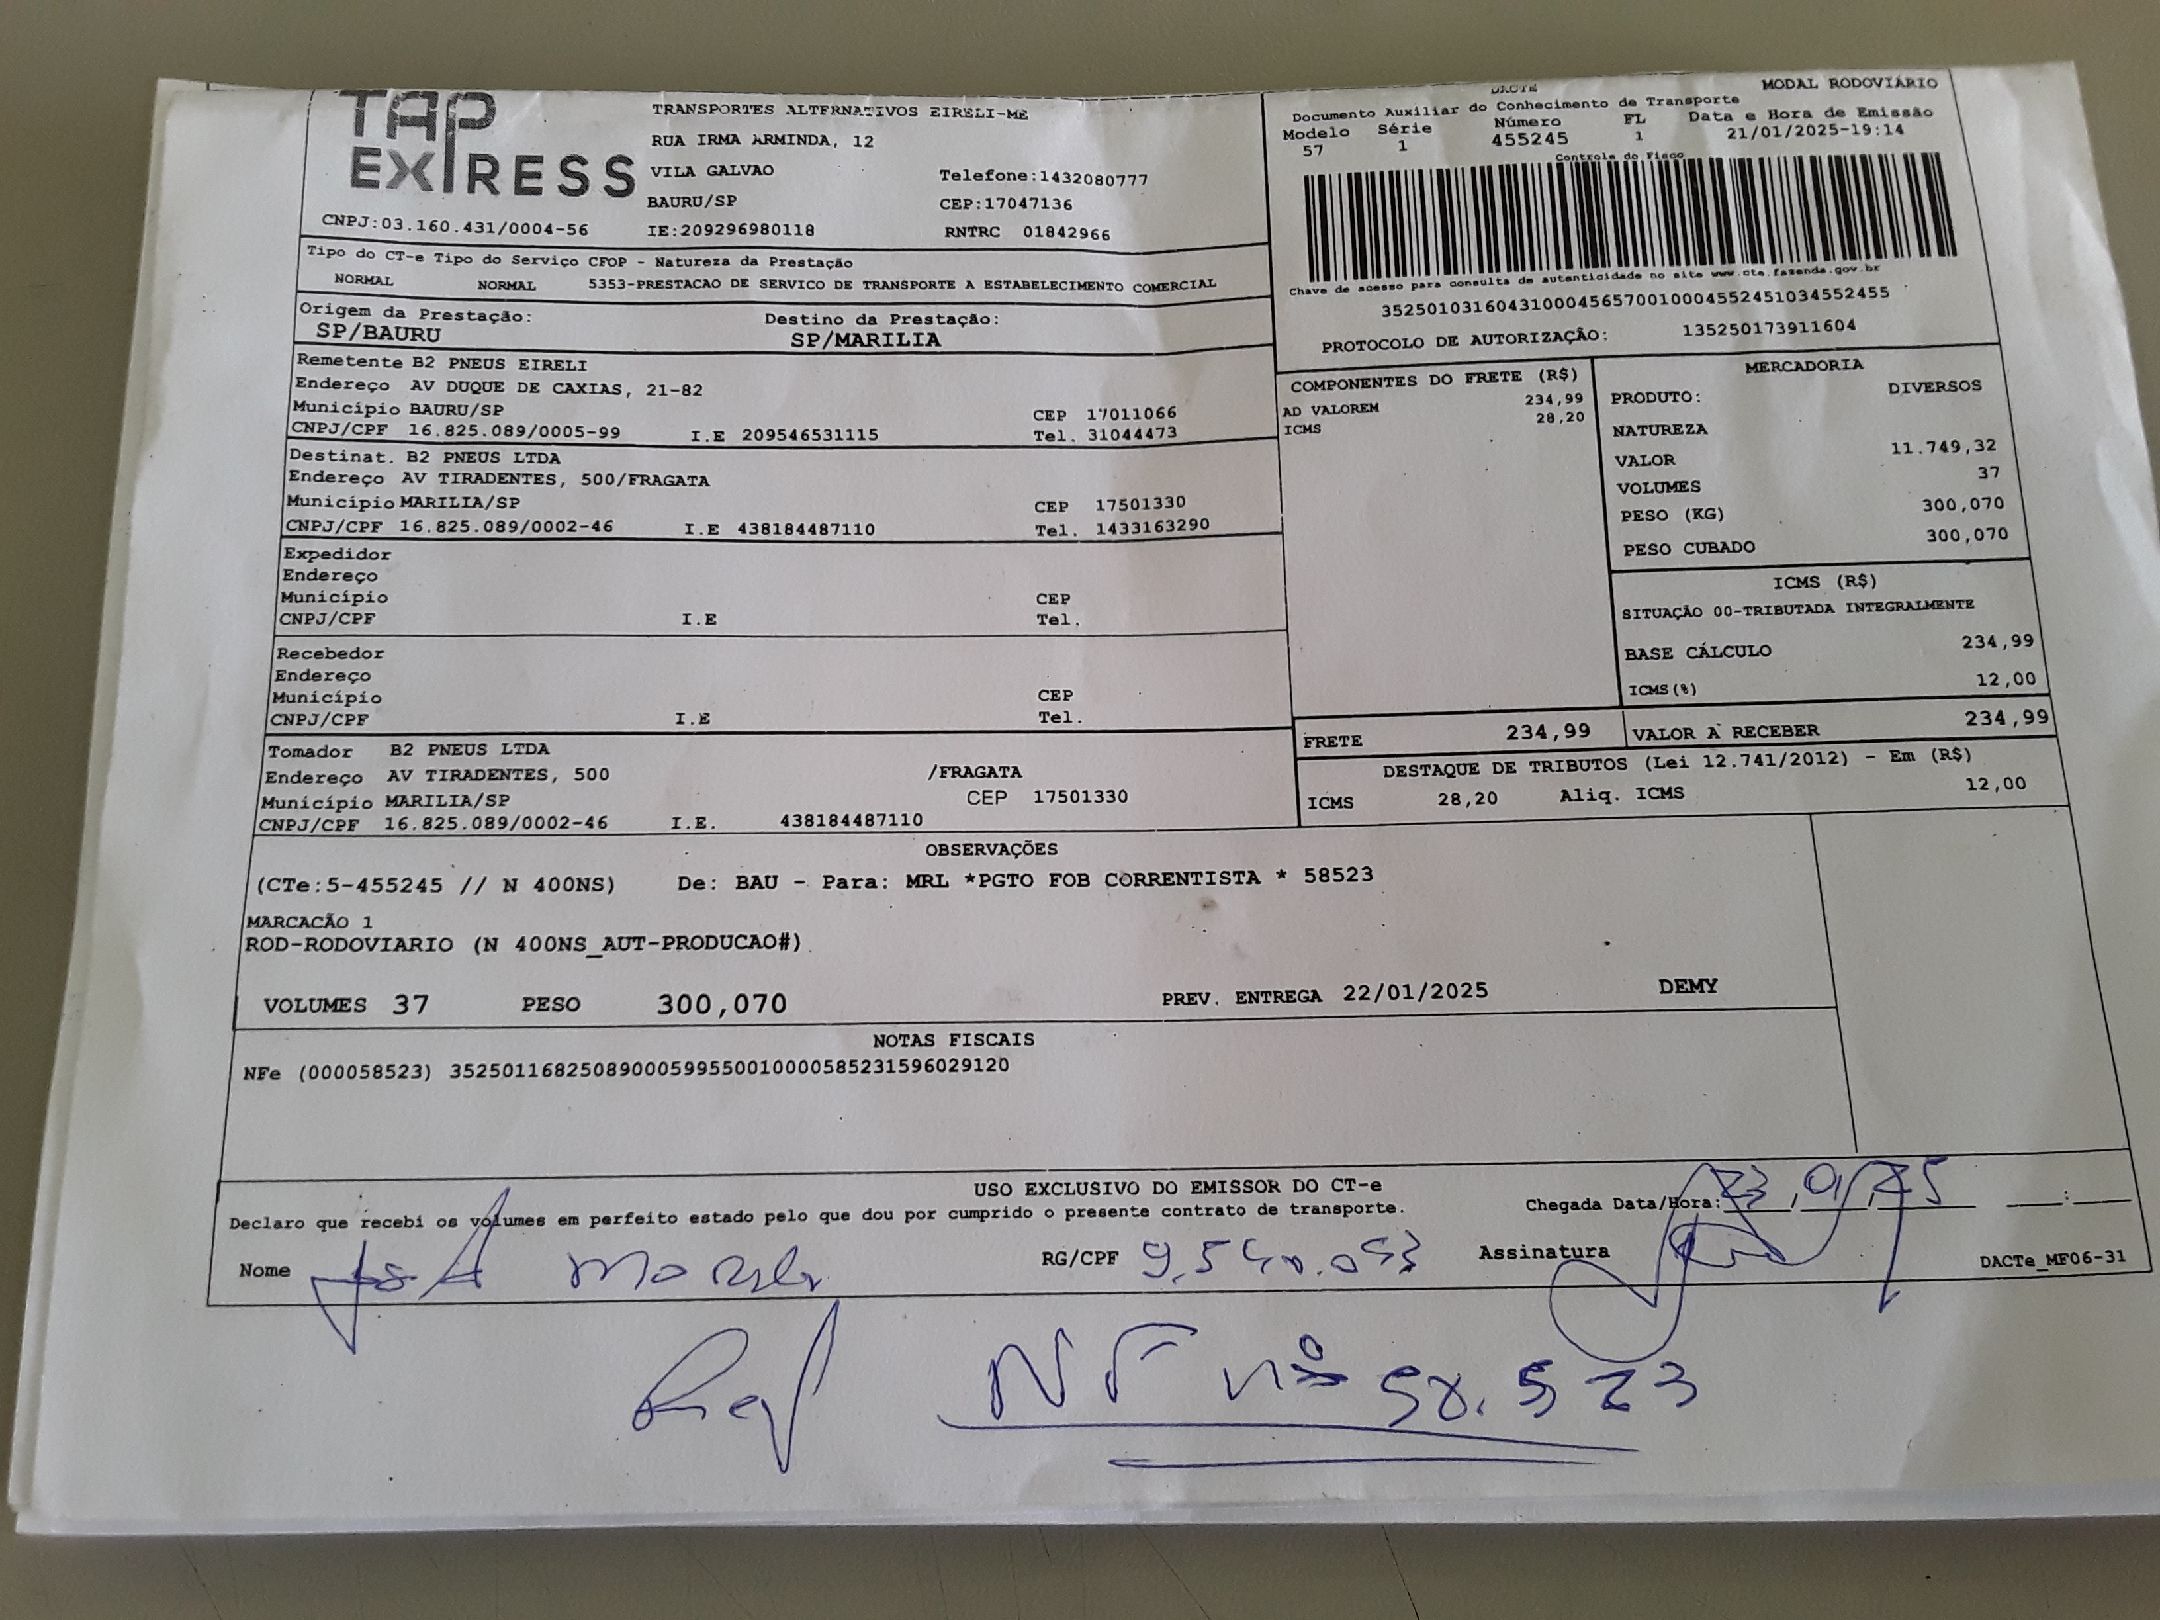 TAP EXPRESS
TRANSPORTES ALTERNATIVOS EIRELI-ME
RUA IRMA ARMINDA, 12
VILA GALVAO Telefone:1432080777
BAURU/SP CEP:17047136
CNPJ:03.160.431/0004-56 IE:209296980118 RNTRC 01842966
DACTE MODAL RODOVIÁRIO
Documento Auxiliar do Conhecimento de Transporte
Modelo Série Número FL Data e Hora de Emissão
57 1 455245 1 21/01/2025-19:14
Controle do Fisco
Chave de acesso para consulta de autenticidade no site www.cte.fazenda.gov.br
35250103160431000456570010004552451034552455
PROTOCOLO DE AUTORIZAÇÃO: 135250173911604
Tipo do CT-e Tipo do Serviço CFOP - Natureza da Prestação
NORMAL NORMAL 5353-PRESTACAO DE SERVICO DE TRANSPORTE A ESTABELECIMENTO COMERCIAL
Origem da Prestação: Destino da Prestação:
SP/BAURU SP/MARILIA
Remetente B2 PNEUS EIRELI
Endereço AV DUQUE DE CAXIAS, 21-82
Município BAURU/SP CEP 17011066
CNPJ/CPF 16.825.089/0005-99 I.E 209546531115 Tel. 31044473
Destinat. B2 PNEUS LTDA
Endereço AV TIRADENTES, 500/FRAGATA
Município MARILIA/SP CEP 17501330
CNPJ/CPF 16.825.089/0002-46 I.E 438184487110 Tel. 1433163290
Expedidor
Endereço
Município CEP
CNPJ/CPF I.E Tel.
Recebedor
Endereço
Município CEP
CNPJ/CPF I.E Tel.
Tomador B2 PNEUS LTDA
Endereço AV TIRADENTES, 500 /FRAGATA
Município MARILIA/SP CEP 17501330
CNPJ/CPF 16.825.089/0002-46 I.E. 438184487110
COMPONENTES DO FRETE (R$)
AD VALOREM 234,99
ICMS 28,20
MERCADORIA
PRODUTO: DIVERSOS
NATUREZA
VALOR 11.749,32
VOLUMES 37
PESO (KG) 300,070
PESO CUBADO 300,070
ICMS (R$)
SITUAÇÃO 00-TRIBUTADA INTEGRALMENTE
BASE CÁLCULO 234,99
ICMS(%) 12,00
FRETE 234,99 VALOR A RECEBER 234,99
DESTAQUE DE TRIBUTOS (Lei 12.741/2012) - Em (R$)
ICMS 28,20 Aliq. ICMS 12,00
OBSERVAÇÕES
(CTe:5-455245 // N 400NS) De: BAU - Para: MRL *PGTO FOB CORRENTISTA * 58523
MARCACÃO 1
ROD-RODOVIARIO (N 400NS_AUT-PRODUCAO#)
VOLUMES 37 PESO 300,070 PREV. ENTREGA 22/01/2025 DEMY
NOTAS FISCAIS
NFe (000058523) 35250116825089000599550010000585231596029120
USO EXCLUSIVO DO EMISSOR DO CT-e
Declaro que recebi os volumes em perfeito estado pelo que dou por cumprido o presente contrato de transporte. Chegada Data/Hora: 23,01,25 :
Nome RG/CPF 9.540.053 Assinatura DACTe_MF06-31
Ref NF nº 58.523